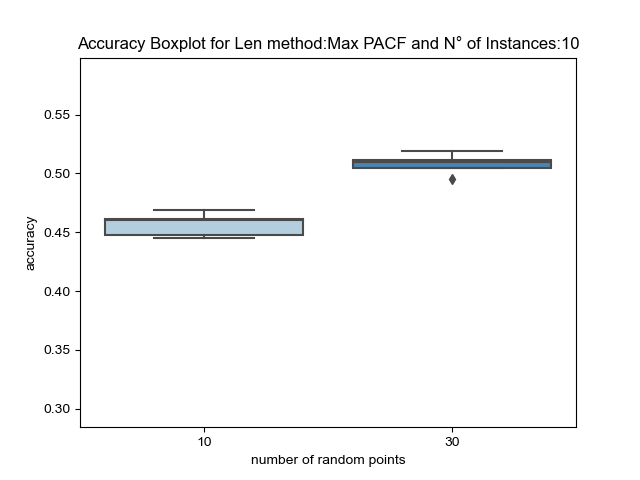 Accuracy Boxplot for Len method:Max PACF and N° of Instances:10
0.55
0.50
0.45
0.40
0.35
0.30
accuracy
10 30
number of random points